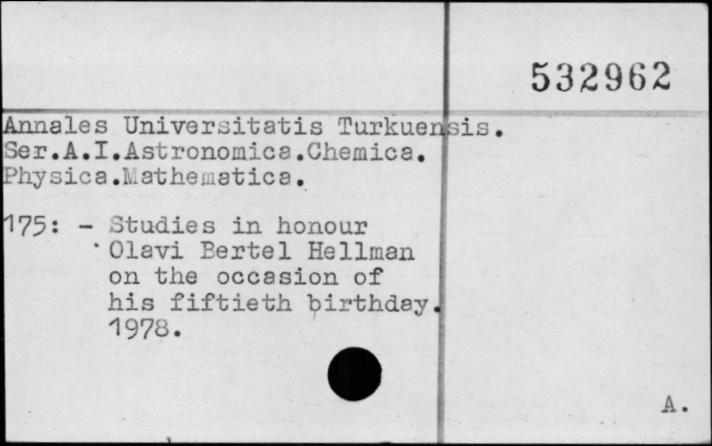 532962
Annales Universitatis Turkuensis.
Ser.A.I.Astronomica.Chemica.
Physica.Mathematica.
175: - Studies in honour
Olavi Bertel Hellman
on the occasion of
his fiftieth birthday.
1978.
A.